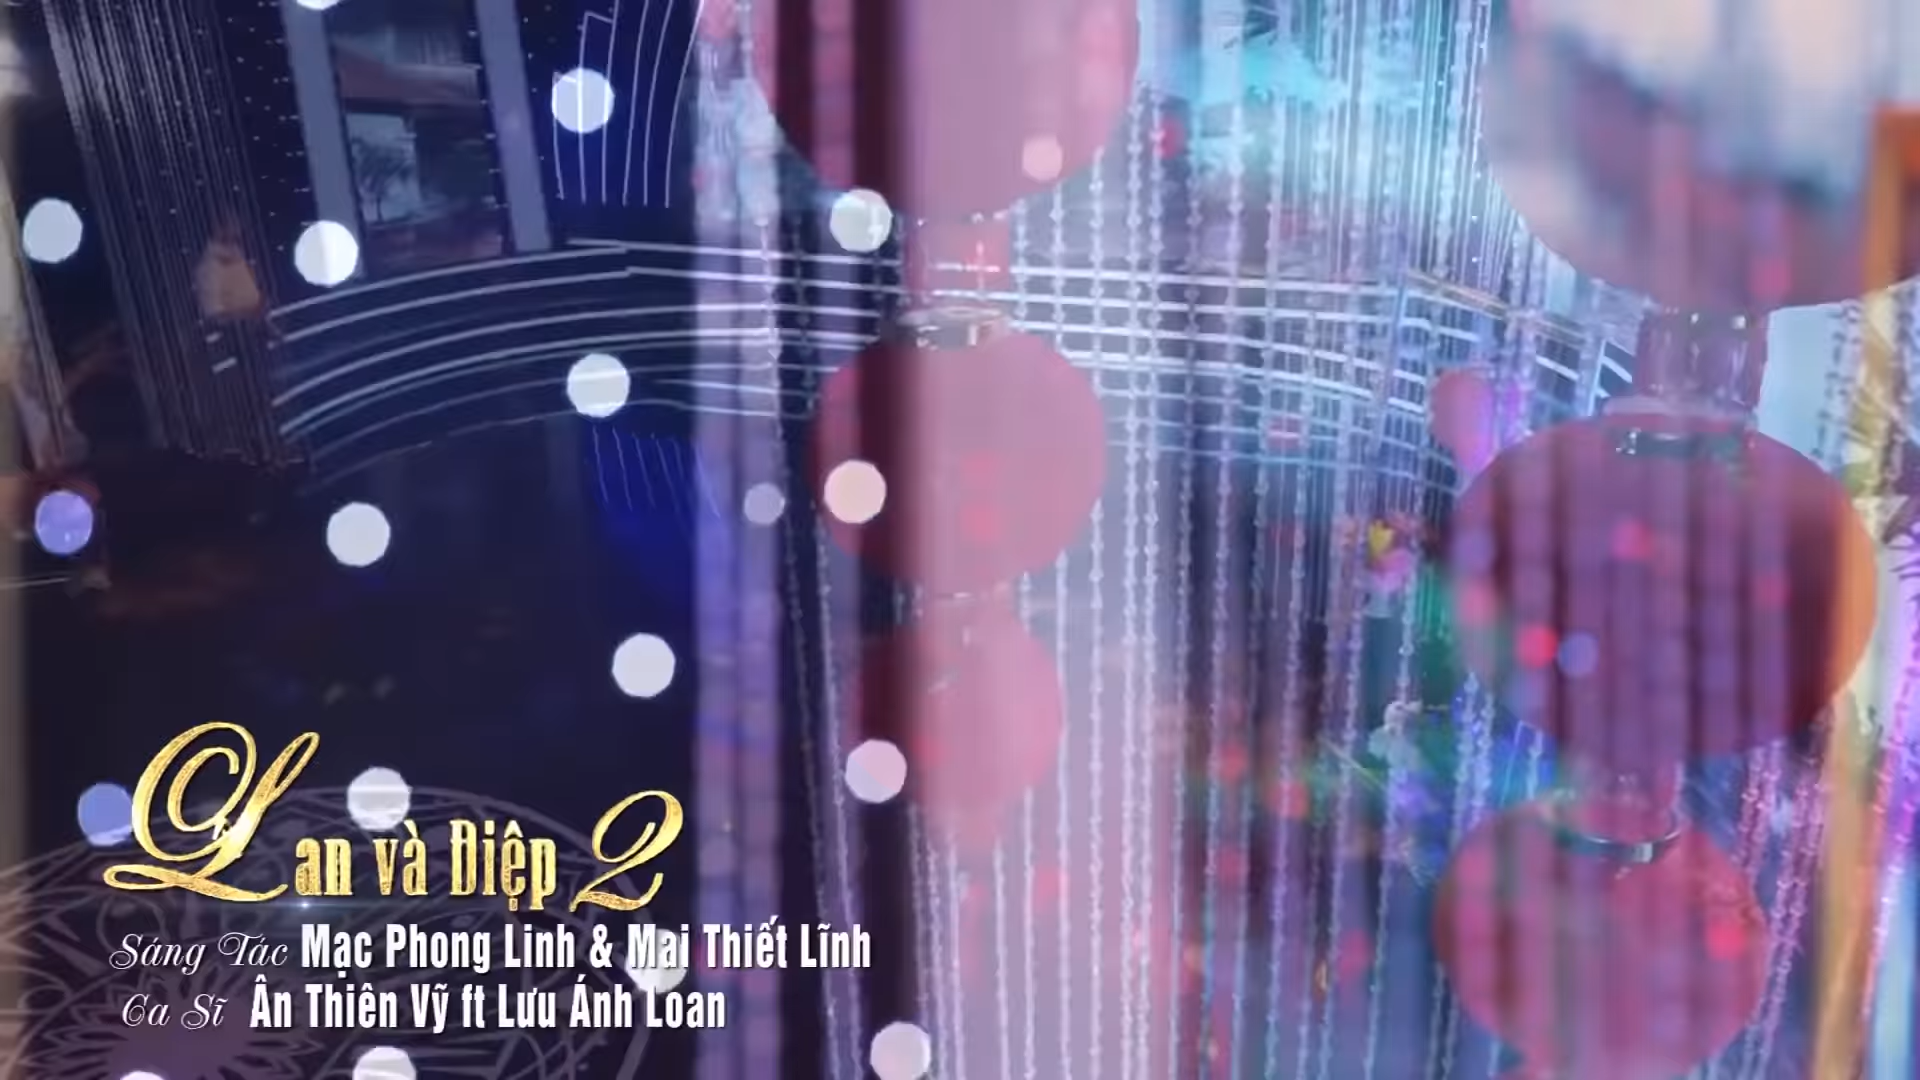 Lan và Điệp 2
Sáng Tác Mạc Phong Linh & Mai Thiết Lĩnh
Ca Sĩ Ân Thiên Vỹ ft Lưu Ánh Loan